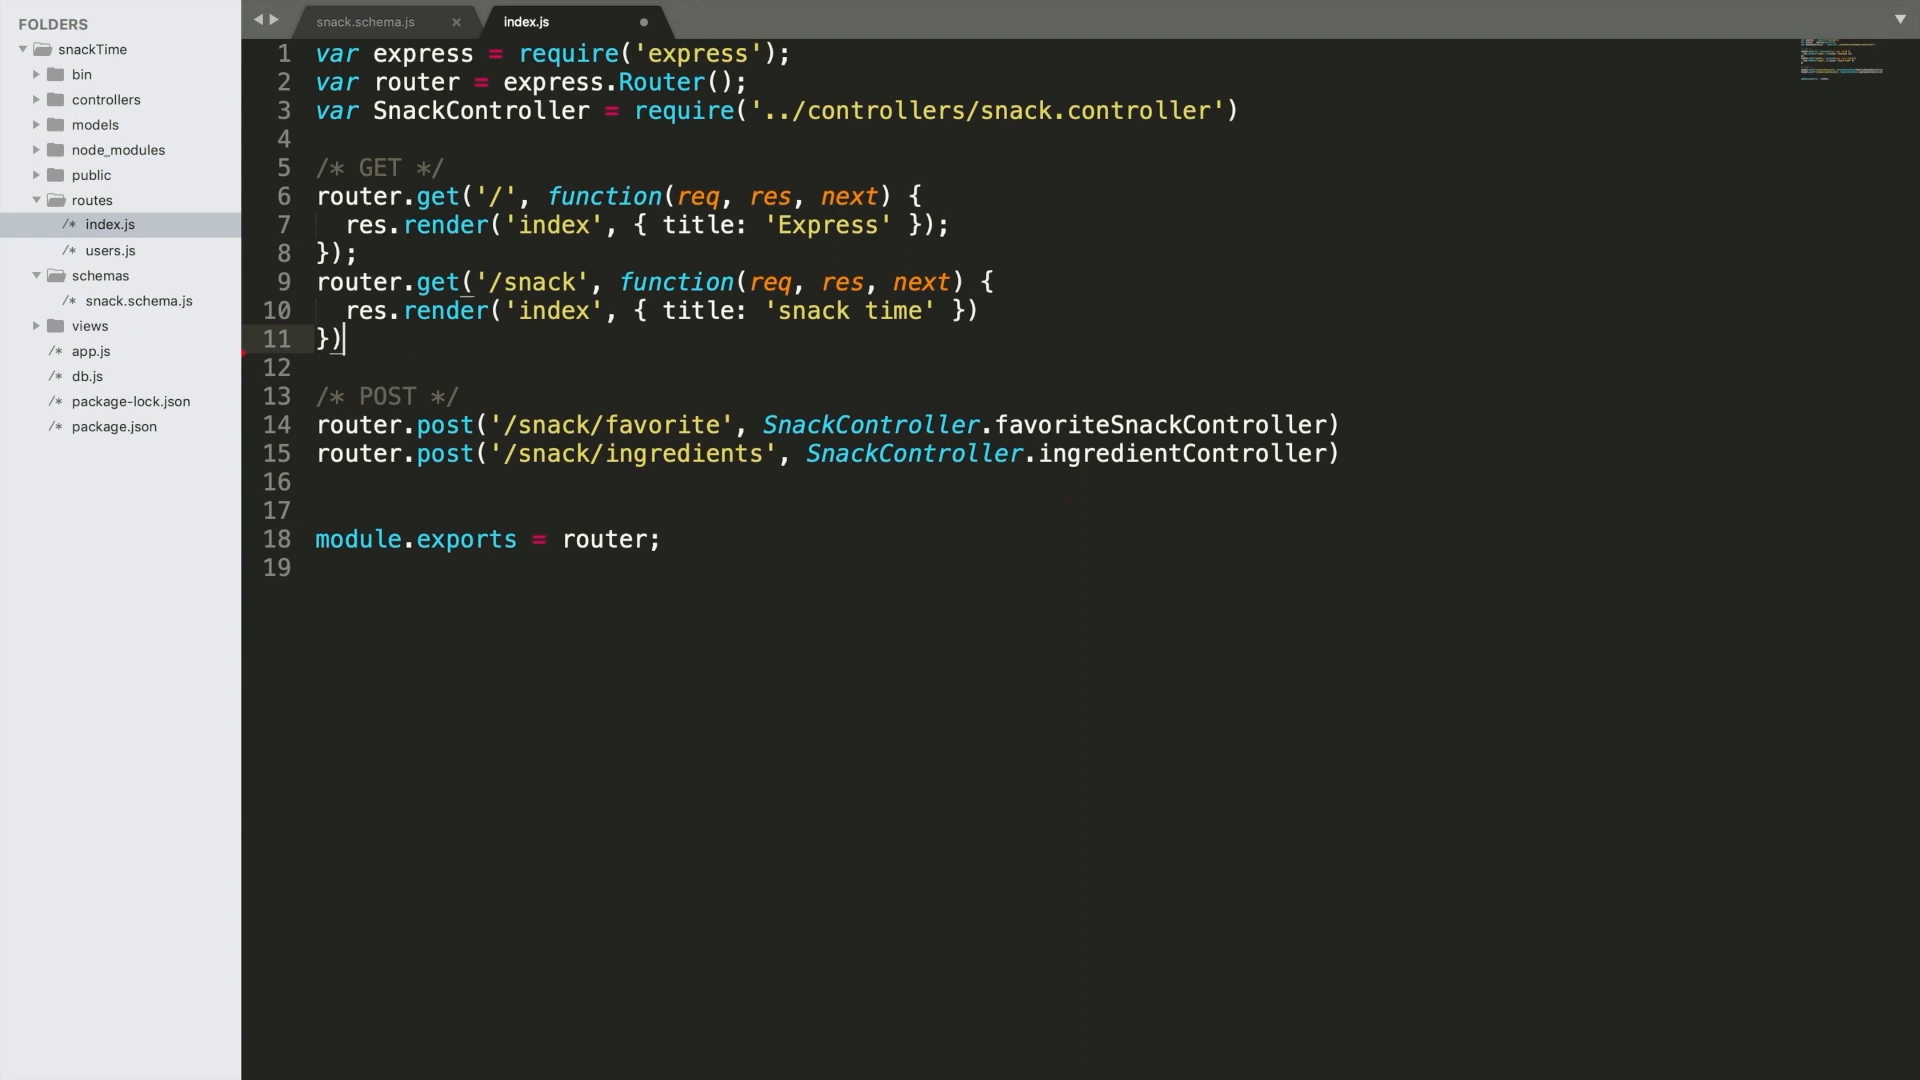 FOLDERS
snackTime
bin
controllers
models
node_modules
public
routes
/* index.js
/* users.js
schemas
/* snack.schema.js
views
/* app.js
/* db.js
/* package-lock.json
/* package.json
snack.schema.js ×
index.js
1 var express = require('express');
2 var router = express.Router();
3 var SnackController = require('../controllers/snack.controller')
4
5 /* GET */
6 router.get('/', function(req, res, next) {
7 res.render('index', { title: 'Express' });
8 });
9 router.get('/snack', function(req, res, next) {
10 res.render('index', { title: 'snack time' })
11 })
12
13 /* POST */
14 router.post('/snack/favorite', SnackController.favoriteSnackController)
15 router.post('/snack/ingredients', SnackController.ingredientController)
16
17
18 module.exports = router;
19